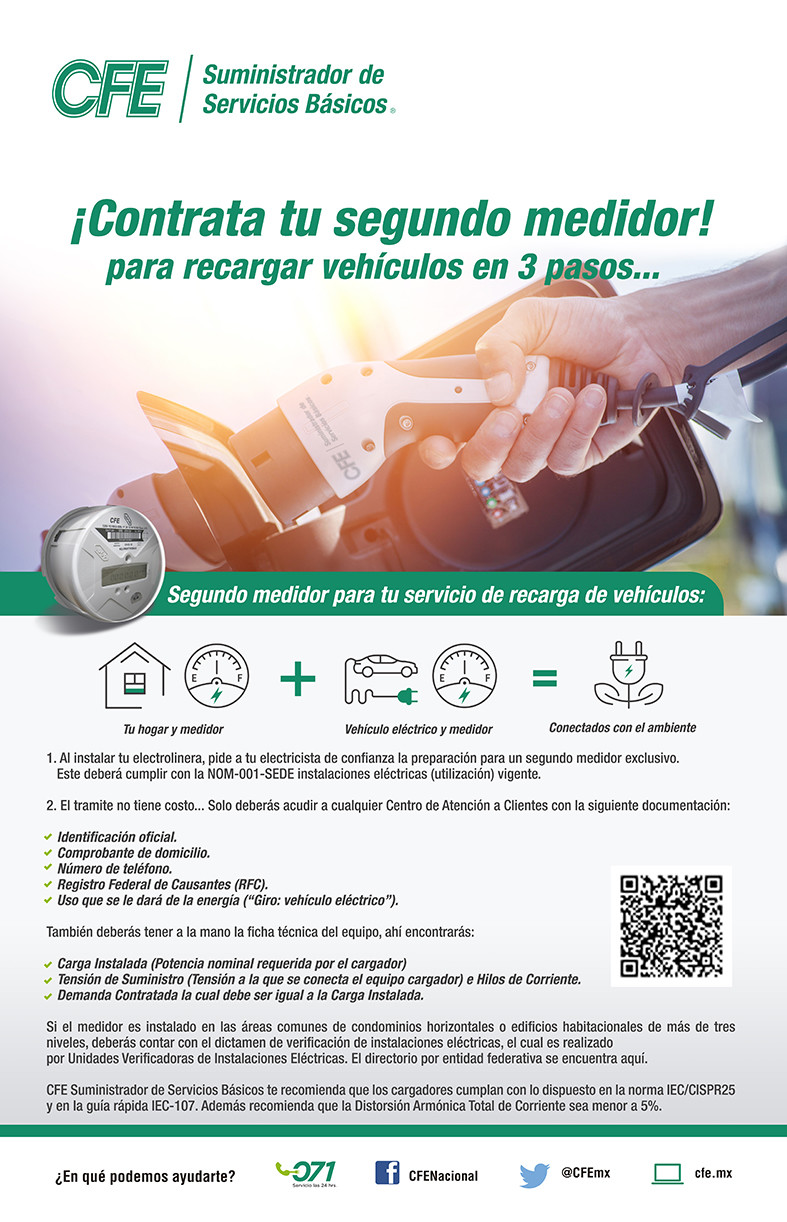 CFE
Suministrador de
Servicios Básicos®
¡Contrata tu segundo medidor!
para recargar vehículos en 3 pasos...
CFE
Suministrador de
Servicios Básicos
CFE
Segundo medidor para tu servicio de recarga de vehículos:
E F
E F
Tu hogar y medidor
Vehículo eléctrico y medidor
Conectados con el ambiente
1. Al instalar tu electrolinera, pide a tu electricista de confianza la preparación para un segundo medidor exclusivo.
Este deberá cumplir con la NOM-001-SEDE instalaciones eléctricas (utilización) vigente.
2. El tramite no tiene costo... Solo deberás acudir a cualquier Centro de Atención a Clientes con la siguiente documentación:
Identificación oficial.
Comprobante de domicilio.
Número de teléfono.
Registro Federal de Causantes (RFC).
Uso que se le dará de la energía (“Giro: vehículo eléctrico”).
También deberás tener a la mano la ficha técnica del equipo, ahí encontrarás:
Carga Instalada (Potencia nominal requerida por el cargador)
Tensión de Suministro (Tensión a la que se conecta el equipo cargador) e Hilos de Corriente.
Demanda Contratada la cual debe ser igual a la Carga Instalada.
Si el medidor es instalado en las áreas comunes de condominios horizontales o edificios habitacionales de más de tres
niveles, deberás contar con el dictamen de verificación de instalaciones eléctricas, el cual es realizado
por Unidades Verificadoras de Instalaciones Eléctricas. El directorio por entidad federativa se encuentra aquí.
CFE Suministrador de Servicios Básicos te recomienda que los cargadores cumplan con lo dispuesto en la norma IEC/CISPR25
y en la guía rápida IEC-107. Además recomienda que la Distorsión Armónica Total de Corriente sea menor a 5%.
¿En qué podemos ayudarte?
071
Servicio las 24 hrs.
CFENacional
@CFEmx
cfe.mx